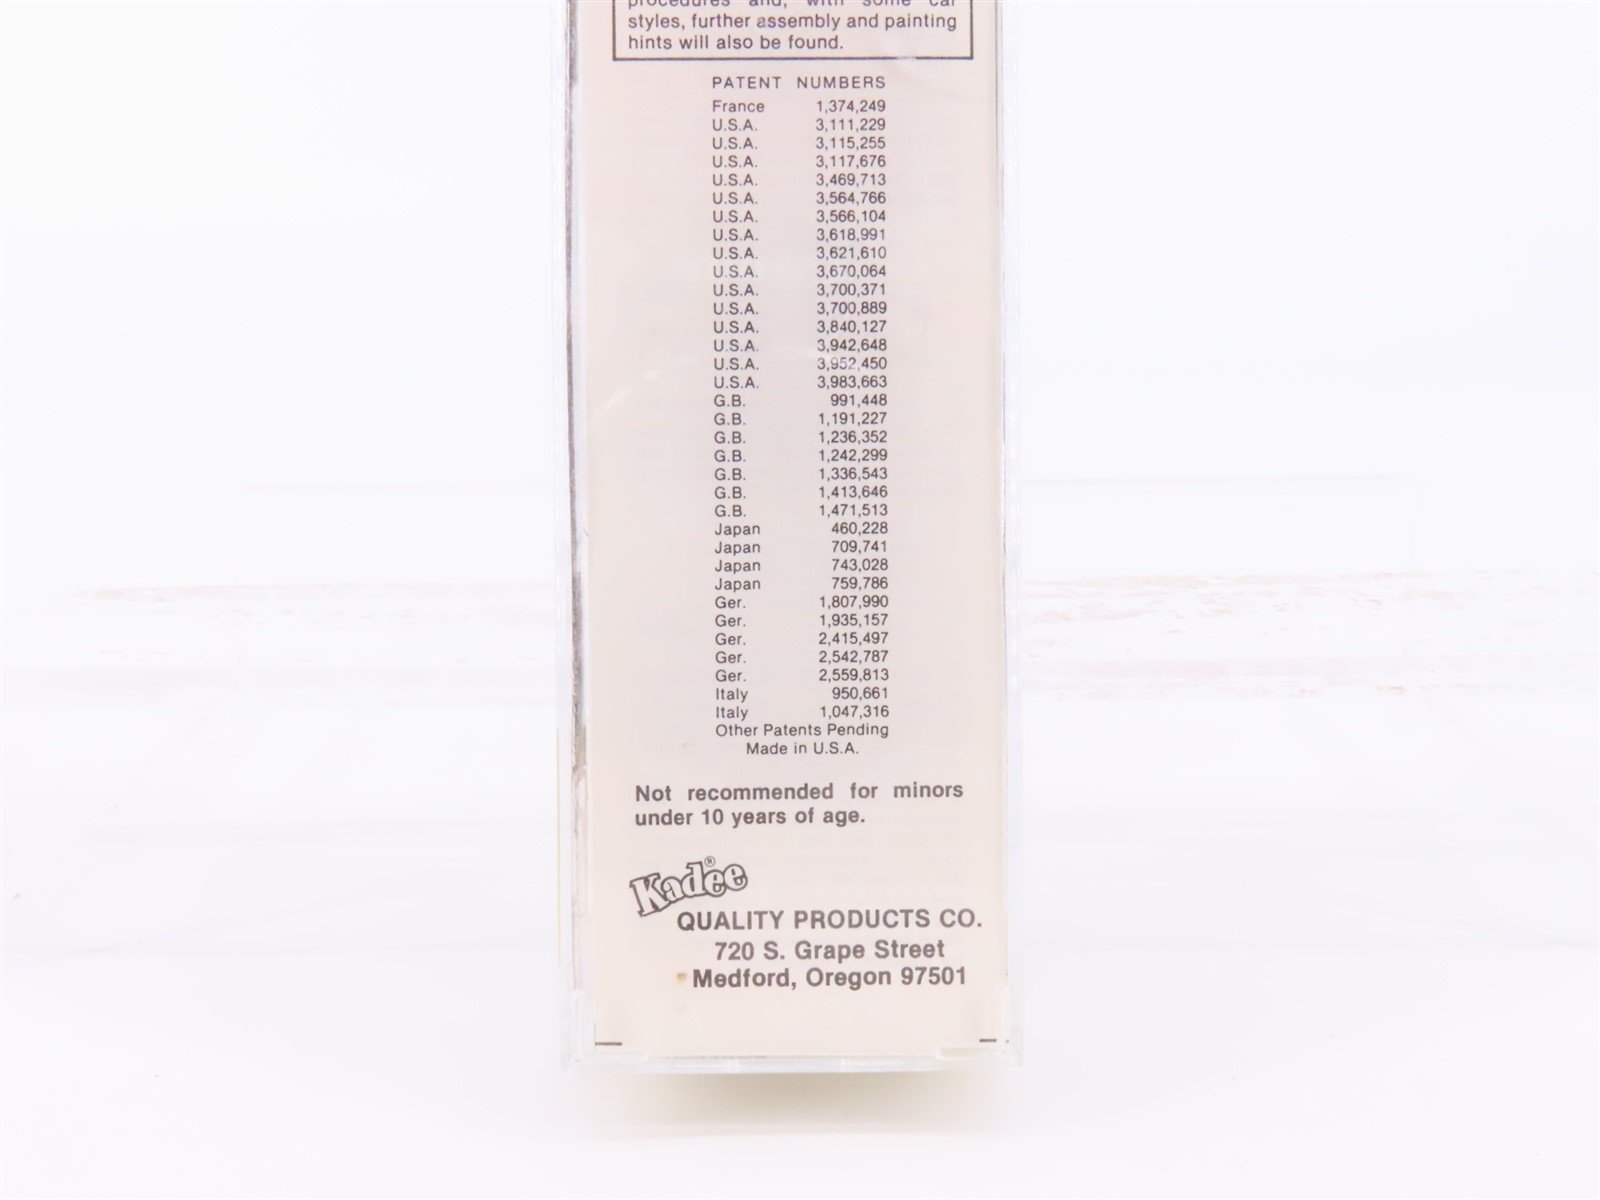 procedures and, with some car
styles, further assembly and painting
hints will also be found.
PATENT NUMBERS
France 1,374,249
U.S.A. 3,111,229
U.S.A. 3,115,255
U.S.A. 3,117,676
U.S.A. 3,469,713
U.S.A. 3,564,766
U.S.A. 3,566,104
U.S.A. 3,618,991
U.S.A. 3,621,610
U.S.A. 3,670,064
U.S.A. 3,700,371
U.S.A. 3,700,889
U.S.A. 3,840,127
U.S.A. 3,942,648
U.S.A. 3,952,450
U.S.A. 3,983,663
G.B. 991,448
G.B. 1,191,227
G.B. 1,236,352
G.B. 1,242,299
G.B. 1,336,543
G.B. 1,413,646
G.B. 1,471,513
Japan 460,228
Japan 709,741
Japan 743,028
Japan 759,786
Ger. 1,807,990
Ger. 1,935,157
Ger. 2,415,497
Ger. 2,542,787
Ger. 2,559,813
Italy 950,661
Italy 1,047,316
Other Patents Pending
Made in U.S.A.
Not recommended for minors
under 10 years of age.
Kadee®
QUALITY PRODUCTS CO.
720 S. Grape Street
Medford, Oregon 97501